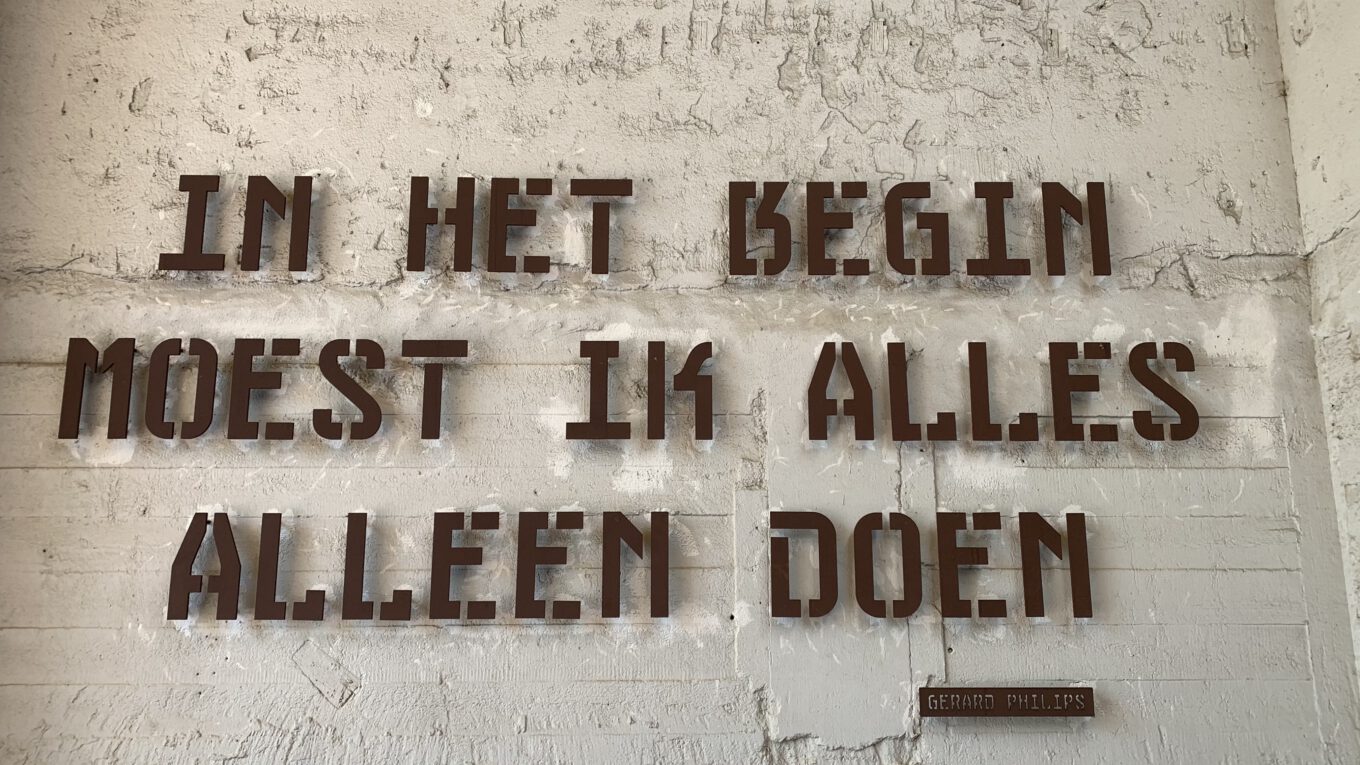 IN HET BEGIN
MOEST IK ALLES
ALLEEN DOEN
GERARD PHILIPS